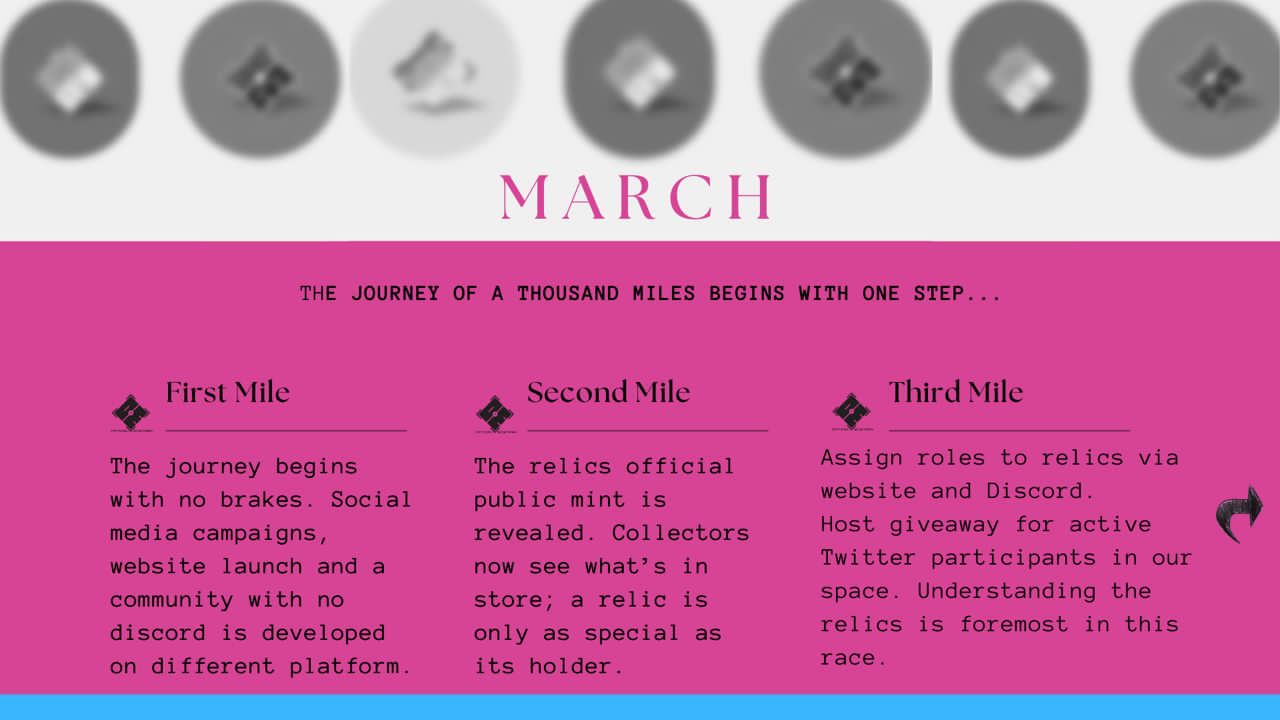 MARCH
THE JOURNEY OF A THOUSAND MILES BEGINS WITH ONE STEP...
First Mile
The journey begins
with no brakes. Social
media campaigns,
website launch and a
community with no
discord is developed
on different platform.
Second Mile
The relics official
public mint is
revealed. Collectors
now see what’s in
store; a relic is
only as special as
its holder.
Third Mile
Assign roles to relics via
website and Discord.
Host giveaway for active
Twitter participants in our
space. Understanding the
relics is foremost in this
race.